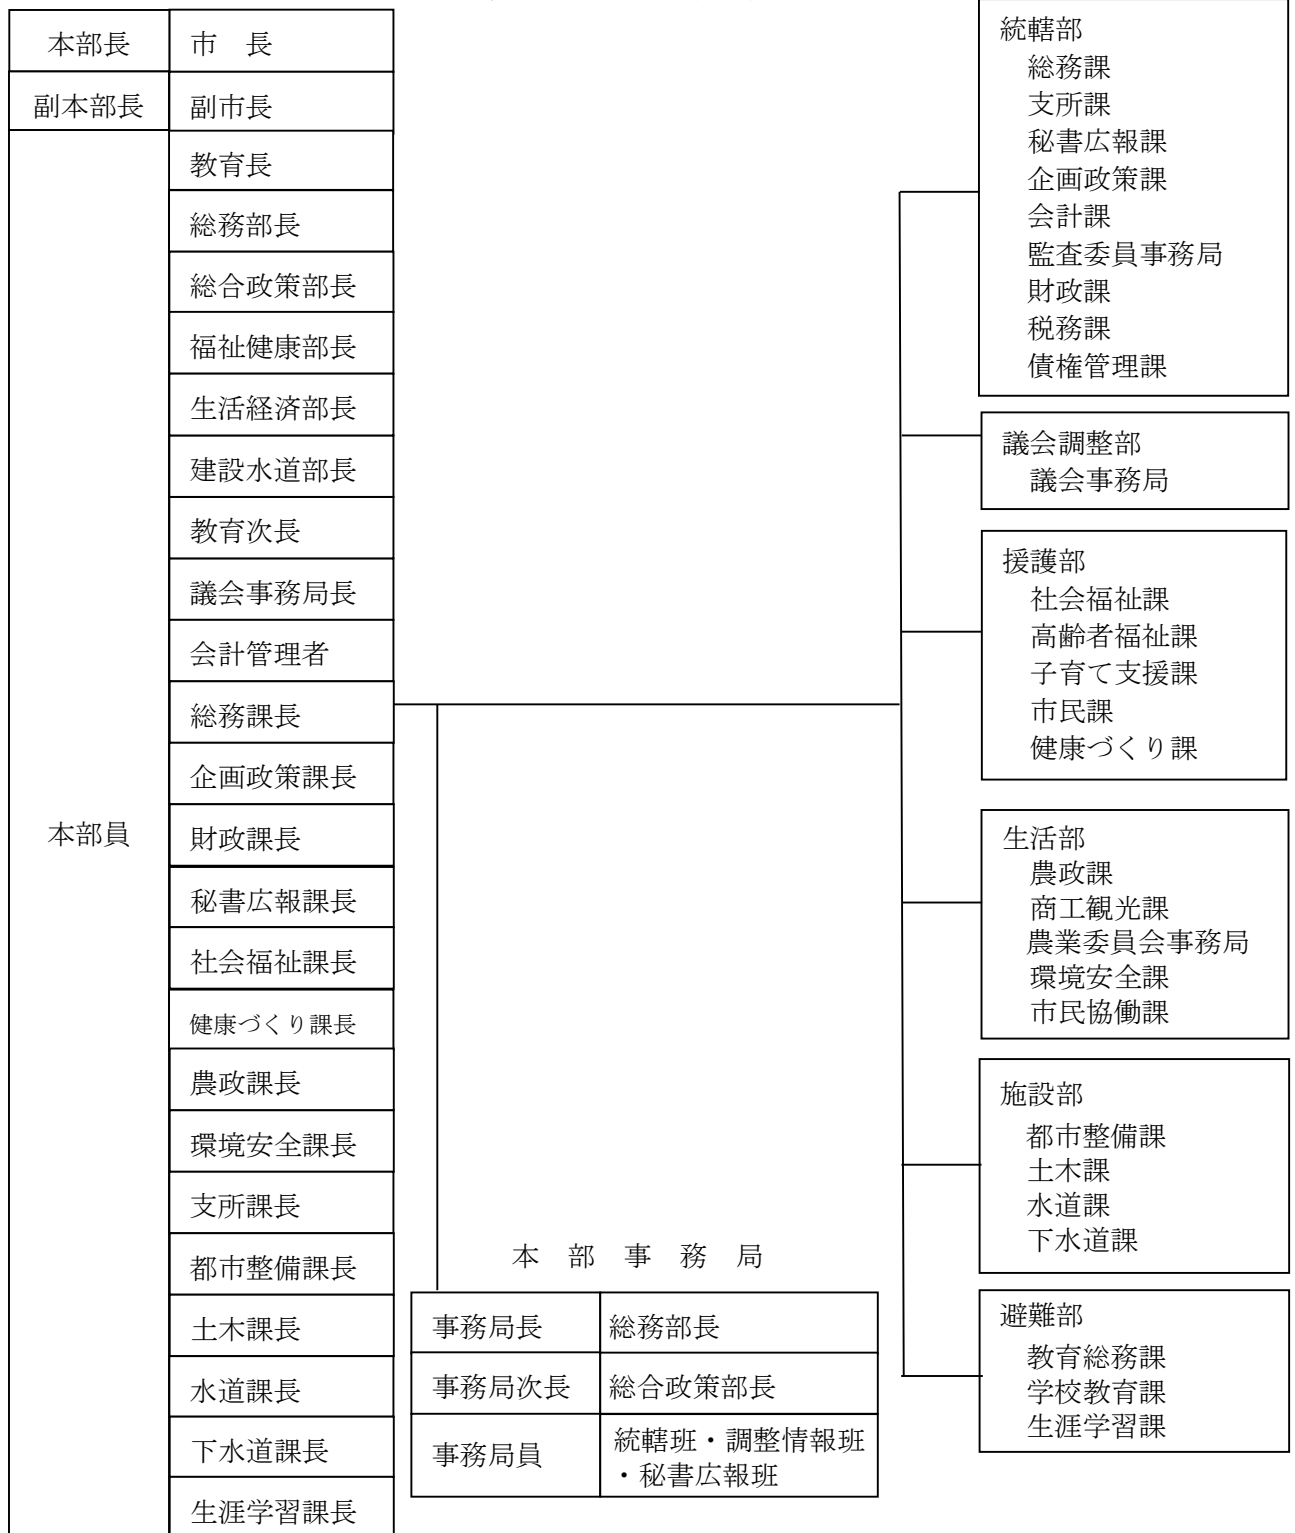 本部長 市　長
副本部長 副市長
本部員
教育長
総務部長
総合政策部長
福祉健康部長
生活経済部長
建設水道部長
教育次長
議会事務局長
会計管理者
総務課長
企画政策課長
財政課長
秘書広報課長
社会福祉課長
健康づくり課長
農政課長
環境安全課長
支所課長
都市整備課長
土木課長
水道課長
下水道課長
生涯学習課長
本　部　事　務　局
事務局長 総務部長
事務局次長 総合政策部長
事務局員 統轄班・調整情報班
・秘書広報班
統轄部
総務課
支所課
秘書広報課
企画政策課
会計課
監査委員事務局
財政課
税務課
債権管理課
議会調整部
議会事務局
援護部
社会福祉課
高齢者福祉課
子育て支援課
市民課
健康づくり課
生活部
農政課
商工観光課
農業委員会事務局
環境安全課
市民協働課
施設部
都市整備課
土木課
水道課
下水道課
避難部
教育総務課
学校教育課
生涯学習課